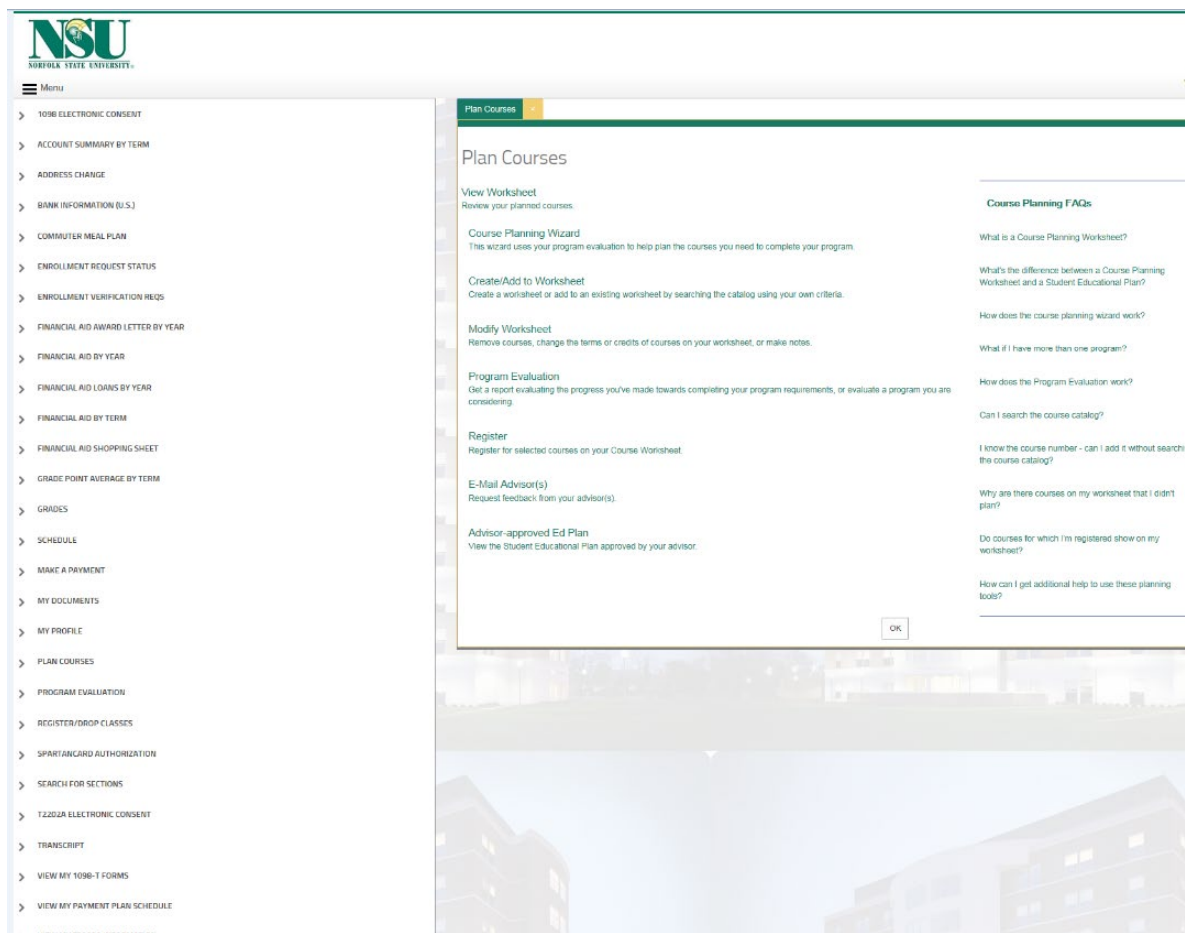 NSU
NORFOLK STATE UNIVERSITY
Menu
1098 ELECTRONIC CONSENT
ACCOUNT SUMMARY BY TERM
ADDRESS CHANGE
BANK INFORMATION (U.S.)
COMMUTER MEAL PLAN
ENROLLMENT REQUEST STATUS
ENROLLMENT VERIFICATION REQS
FINANCIAL AID AWARD LETTER BY YEAR
FINANCIAL AID BY YEAR
FINANCIAL AID LOANS BY YEAR
FINANCIAL AID BY TERM
FINANCIAL AID SHOPPING SHEET
GRADE POINT AVERAGE BY TERM
GRADES
SCHEDULE
MAKE A PAYMENT
MY DOCUMENTS
MY PROFILE
PLAN COURSES
PROGRAM EVALUATION
REGISTER/DROP CLASSES
SPARTANCARD AUTHORIZATION
SEARCH FOR SECTIONS
T2202A ELECTRONIC CONSENT
TRANSCRIPT
VIEW MY 1098-T FORMS
VIEW MY PAYMENT PLAN SCHEDULE
Plan Courses
Plan Courses
View Worksheet
Review your planned courses.
Course Planning Wizard
This wizard uses your program evaluation to help plan the courses you need to complete your program.
Create/Add to Worksheet
Create a worksheet or add to an existing worksheet by searching the catalog using your own criteria.
Modify Worksheet
Remove courses, change the terms or credits of courses on your worksheet, or make notes.
Program Evaluation
Get a report evaluating the progress you've made towards completing your program requirements, or evaluate a program you are
considering.
Register
Register for selected courses on your Course Worksheet.
E-Mail Advisor(s)
Request feedback from your advisor(s).
Advisor-approved Ed Plan
View the Student Educational Plan approved by your advisor.
OK
Course Planning FAQs
What is a Course Planning Worksheet?
What's the difference between a Course Planning
Worksheet and a Student Educational Plan?
How does the course planning wizard work?
What if I have more than one program?
How does the Program Evaluation work?
Can I search the course catalog?
I know the course number - can I add it without searchi
the course catalog?
Why are there courses on my worksheet that I didn't
plan?
Do courses for which I'm registered show on my
worksheet?
How can I get additional help to use these planning
tools?